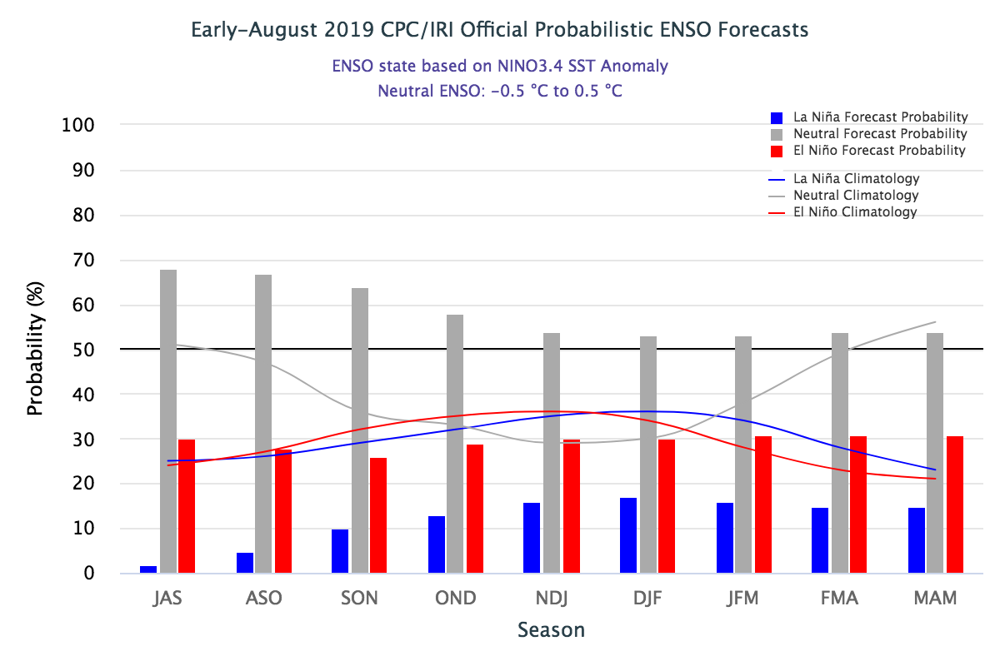 Early-August 2019 CPC/IRI Official Probabilistic ENSO Forecasts
ENSO state based on NINO3.4 SST Anomaly
Neutral ENSO: -0.5 °C to 0.5 °C
La Niña Forecast Probability
Neutral Forecast Probability
El Niño Forecast Probability
La Niña Climatology
Neutral Climatology
El Niño Climatology
Probability (%)
100
90
80
70
60
50
40
30
20
10
0
JAS ASO SON OND NDJ DJF JFM FMA MAM
Season